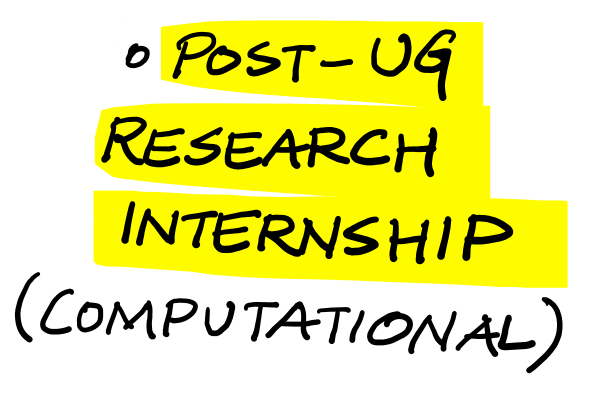 • POST-UG
RESEARCH
INTERNSHIP
(COMPUTATIONAL)